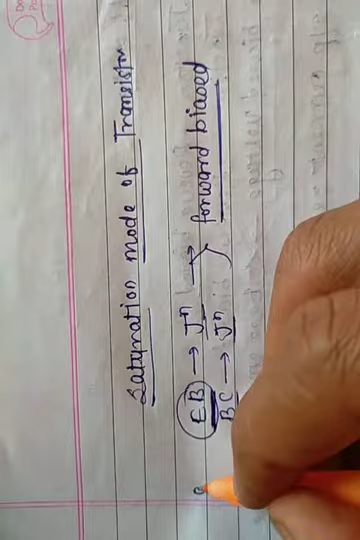 Saturation mode of Transistor
EB → Jⁿ → forward biased
BC → Jⁿ